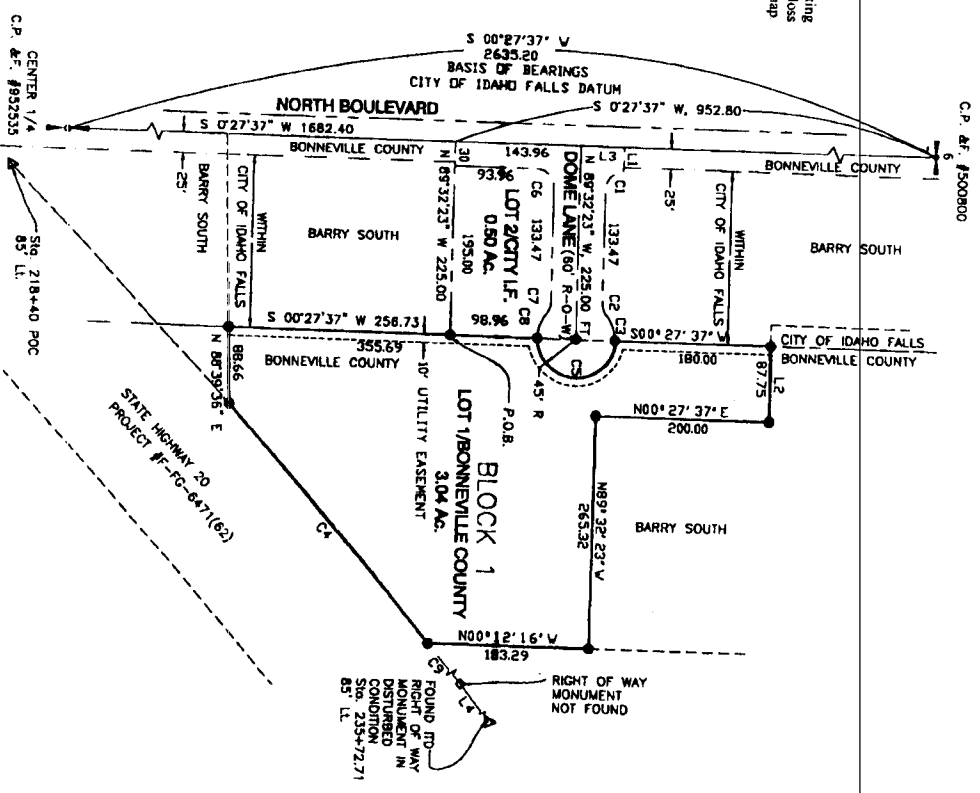 ting
loss
map
C.P. &F. #500800
6
CENTER 1/4
C.P. &F. #952535
S 00°27'37" W
2635.20
BASIS OF BEARINGS
CITY OF IDAHO FALLS DATUM
NORTH BOULEVARD
S 0°27'37" W, 952.80
S 0°27'37" W 1682.40
BONNEVILLE COUNTY
30
143.96
L3
L1
BONNEVILLE COUNTY
25'
25'
BARRY SOUTH
WITHIN
CITY OF IDAHO FALLS
BARRY SOUTH
N 89°32'23" W 225.00
195.00
93.96
LOT 2/CITY I.F.
0.50 Ac.
C6 133.47 C7
C8
DOME LANE (60' R-O-W)
N 89°32'23" W, 225.00 FT
C1 133.47 C2
C3
WITHIN
CITY OF IDAHO FALLS
BARRY SOUTH
Sta. 218+40 POC
85' Lt.
S 00°27'37" W 256.73
98.96
355.69
BONNEVILLE COUNTY
S00°27'37" W
180.00
CITY OF IDAHO FALLS
BONNEVILLE COUNTY
C5
45' R
88.66
N 88°39'36" E
10' UTILITY EASEMENT
P.O.B.
L2
87.75
N00°27'37" E
200.00
BLOCK 1
LOT 1/BONNEVILLE COUNTY
3.04 Ac.
STATE HIGHWAY 20
PROJECT #F-FG-6471(62)
C4
N89°32'23" W
265.32
BARRY SOUTH
N00°12'16" W
183.29
C9
L4
RIGHT OF WAY
MONUMENT
NOT FOUND
FOUND ITD
RIGHT OF WAY
MONUMENT IN
DISTURBED
CONDITION
Sta. 235+72.71
85' Lt.